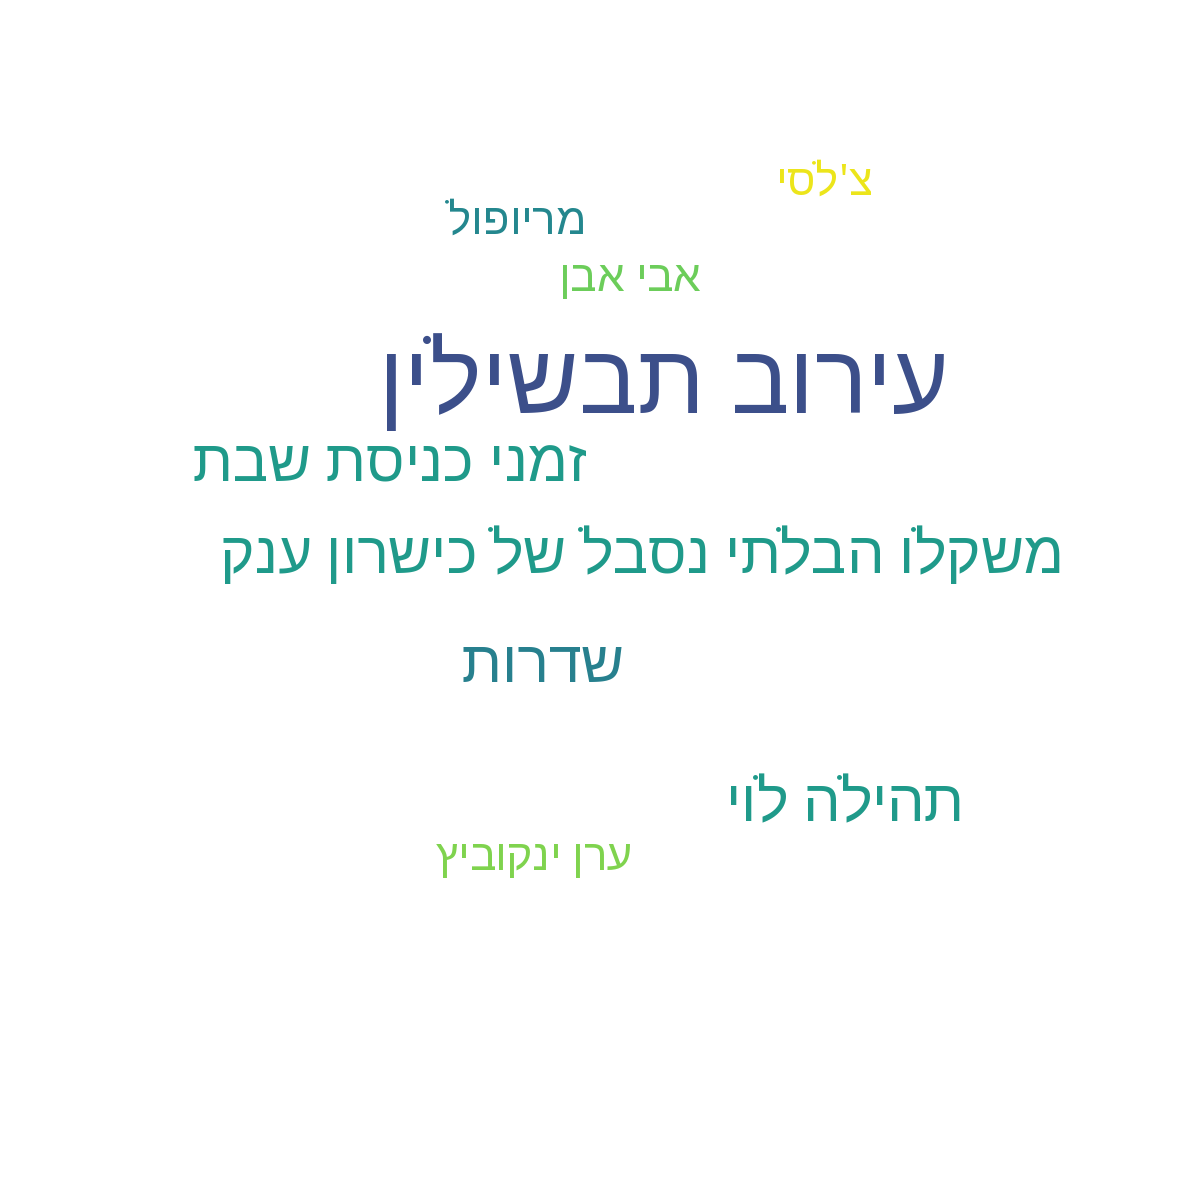 צ'לסי
מריופול
אבי אבן
עירוב תבשילין
זמני כניסת שבת
משקלו הבלתי נסבל של כישרון ענק
שדרות
תהילה לוי
ערן ינקוביץ